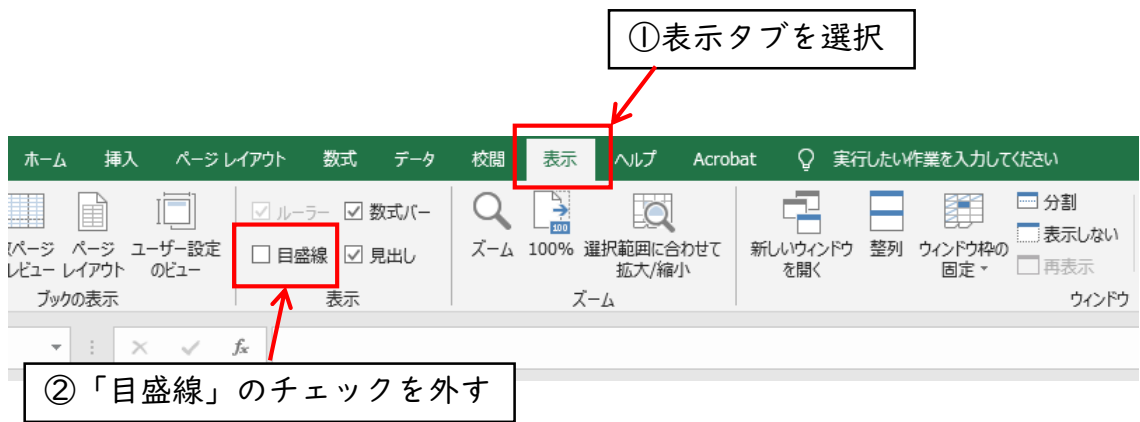 ①表示タブを選択
ホーム 挿入 ページ レイアウト 数式 データ 校閲 表示 ヘルプ Acrobat 実行したい作業を入力してください
ルーラー 数式バー 分割
ページ ページ ユーザー設定 目盛線 見出し ズーム 100% 選択範囲に合わせて 新しいウィンドウ 整列 ウィンドウ枠の 表示しない
レビュー レイアウト のビュー 拡大/縮小 を開く 固定 再表示
ブックの表示 表示 ズーム ウィンドウ
fx
②「目盛線」のチェックを外す